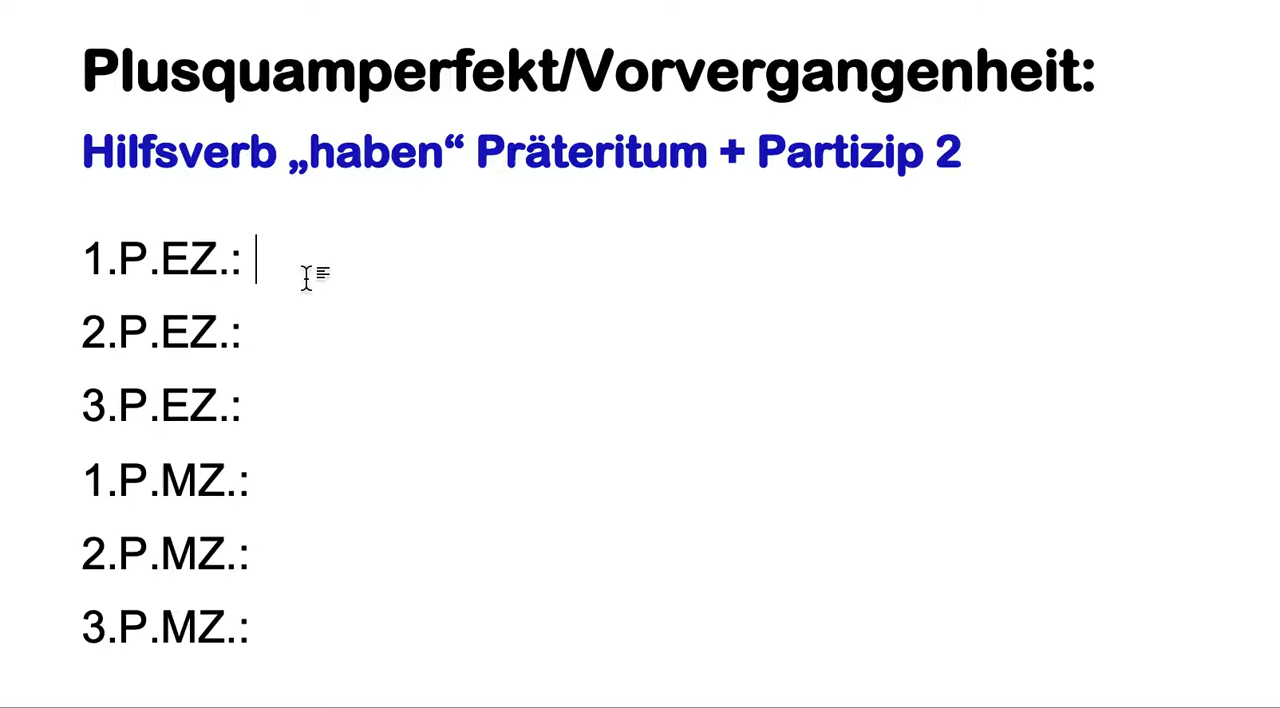 Plusquamperfekt/Vorvergangenheit:
Hilfsverb „haben“ Präteritum + Partizip 2
1.P.EZ.:
2.P.EZ.:
3.P.EZ.:
1.P.MZ.:
2.P.MZ.:
3.P.MZ.: